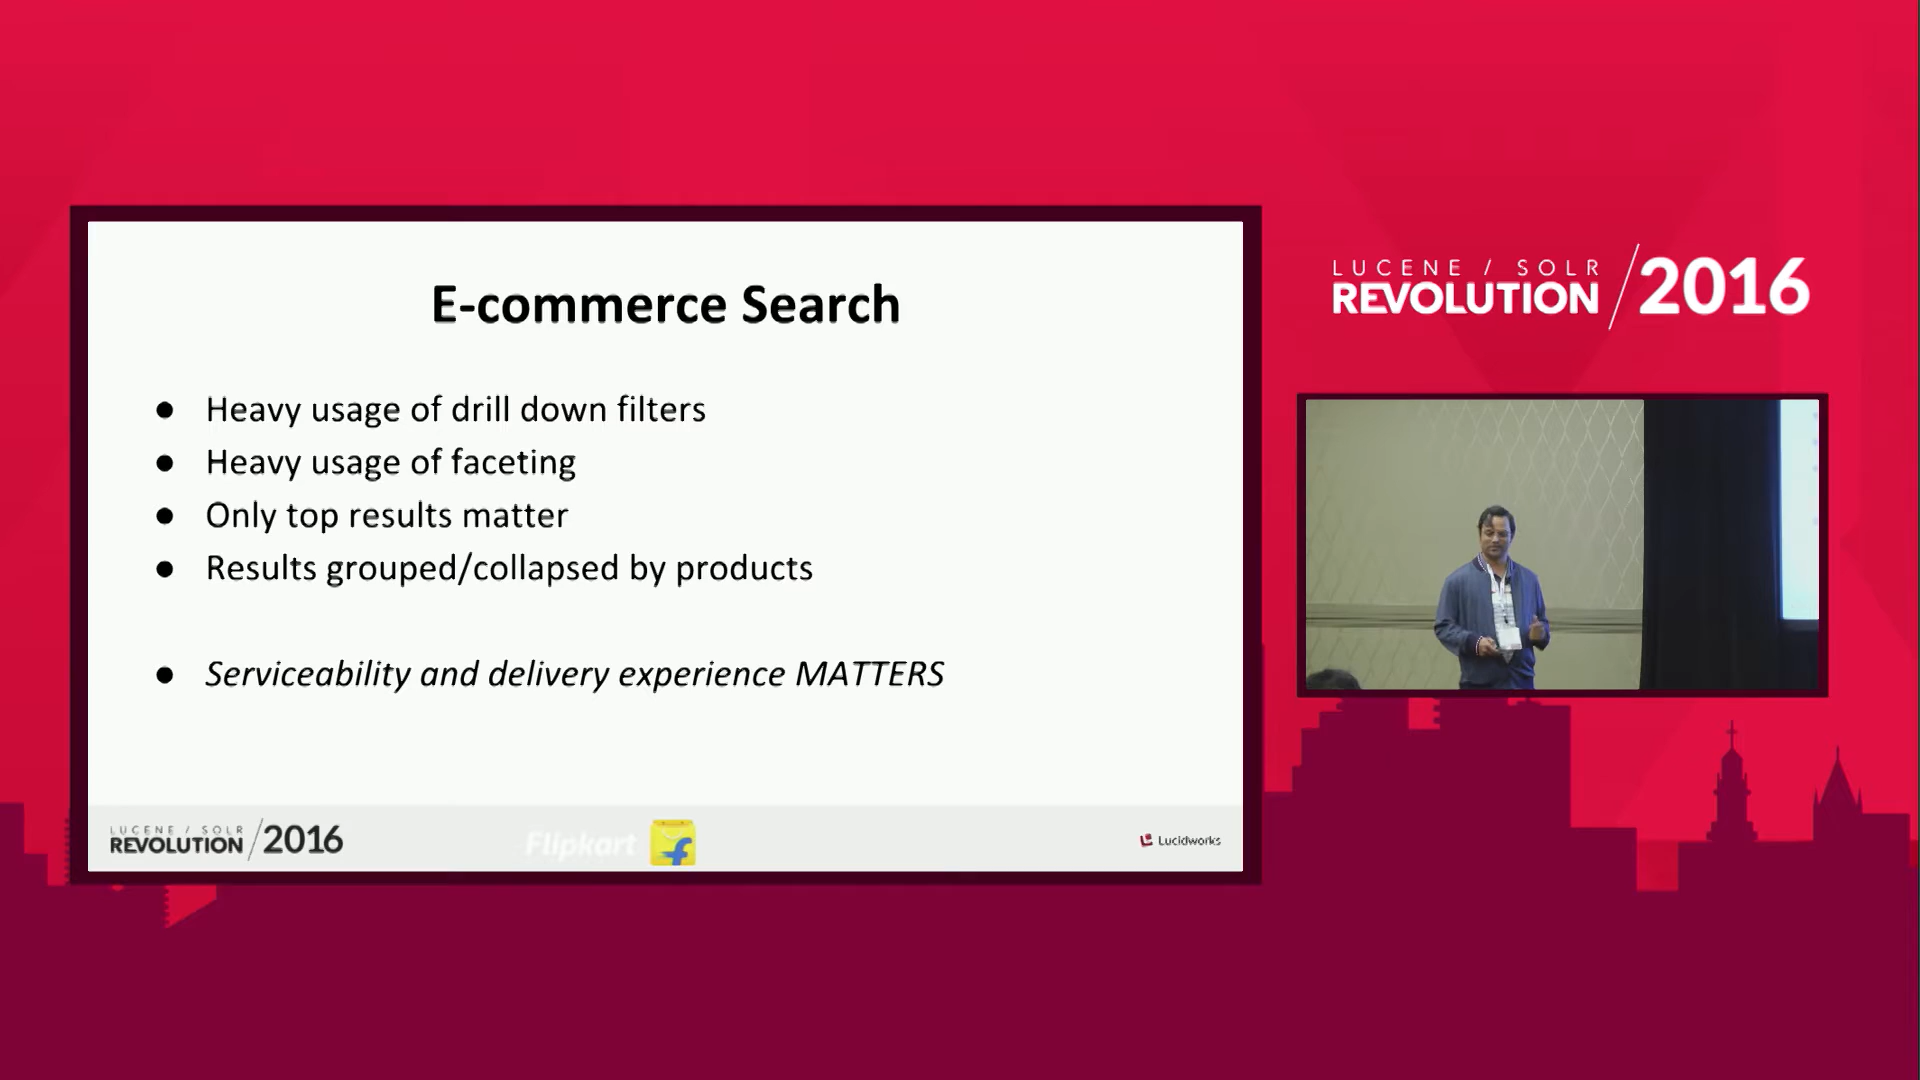 E-commerce Search
● Heavy usage of drill down filters
● Heavy usage of faceting
● Only top results matter
● Results grouped/collapsed by products
● Serviceability and delivery experience MATTERS
LUCENE / SOLR
REVOLUTION / 2016
Flipkart
Lucidworks
LUCENE / SOLR
REVOLUTION / 2016